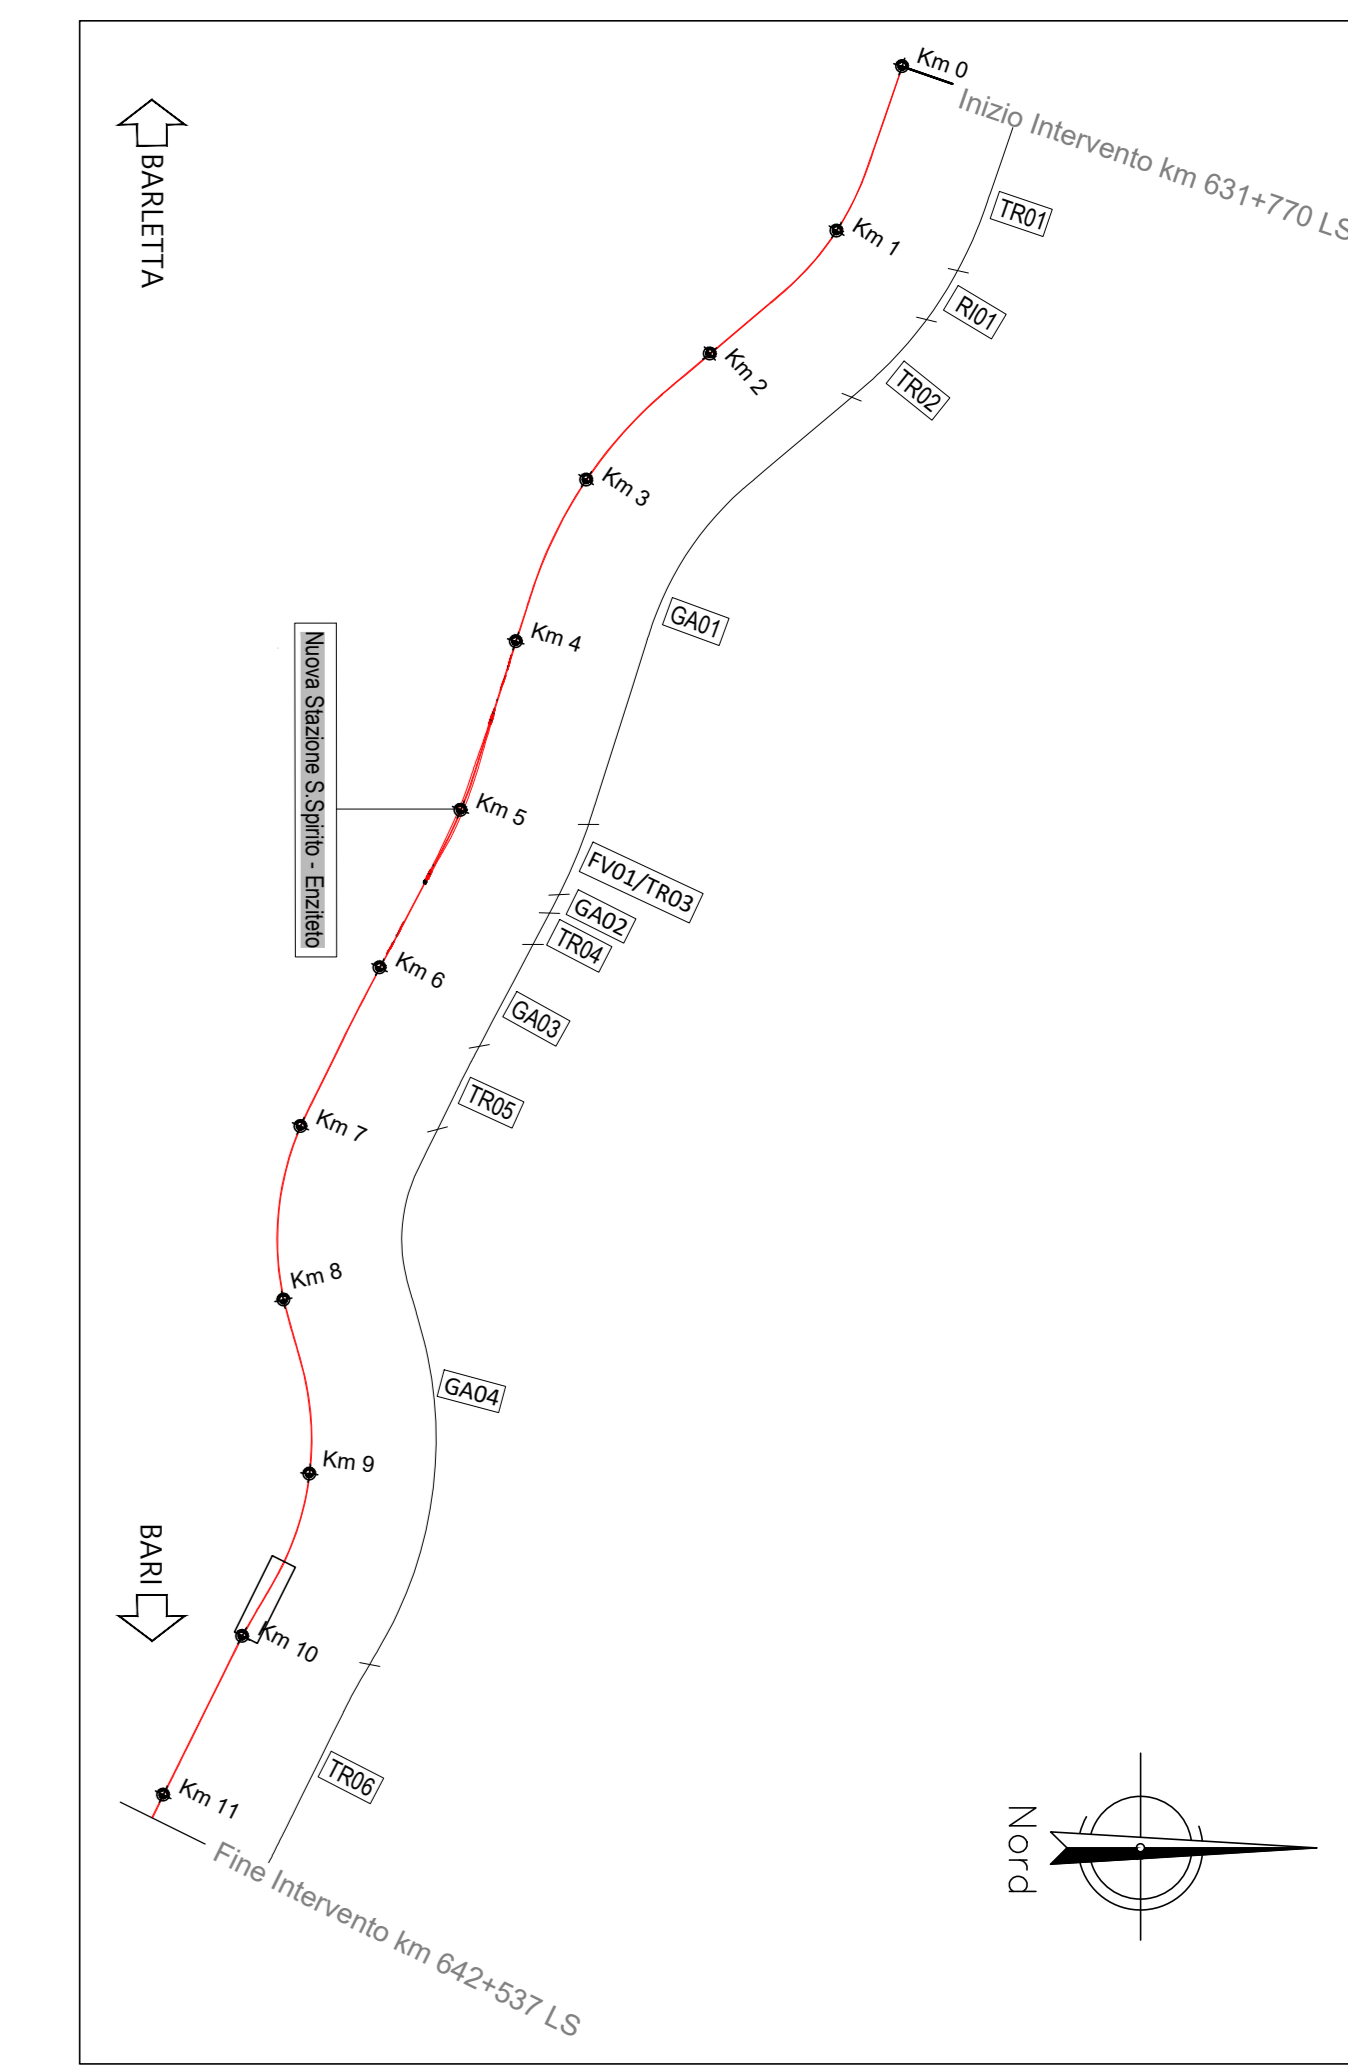 Km 0
Inizio Intervento km 631+770 LS
BARLETTA
TR01
Km 1
RI01
Km 2
TR02
Km 3
GA01
Km 4
Nuova Stazione S.Spirito - Enziteto
Km 5
FV01/TR03
GA02
TR04
Km 6
GA03
TR05
Km 7
Km 8
GA04
Km 9
BARI
Km 10
TR06
Km 11
Nord
Fine Intervento km 642+537 LS